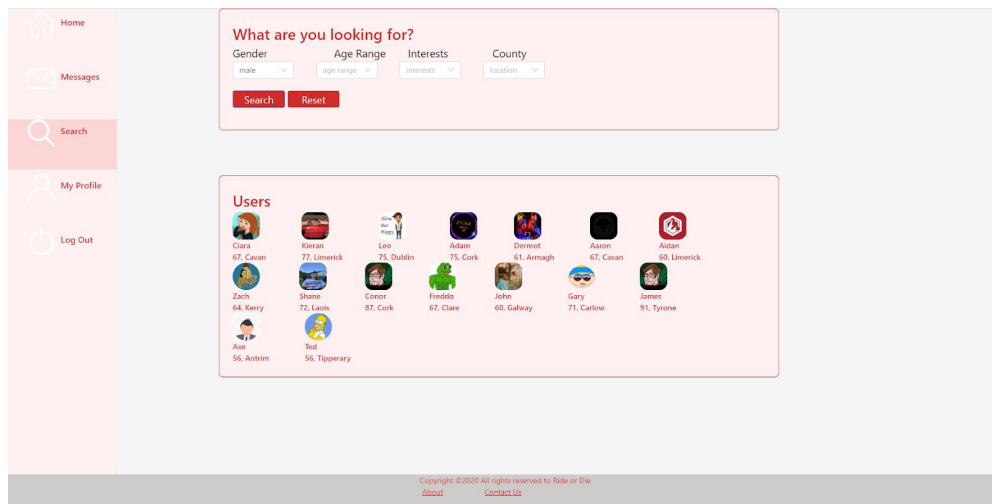 Home
Messages
Search
My Profile
Log Out
What are you looking for?
Gender Age Range Interests County
male age range interests location
Search Reset
Users
Ciara Kieran Leo Adam Dermot Aaron Aidan
67, Cavan 77, Limerick 75, Dublin 75, Cork 61, Armagh 67, Cavan 60, Limerick
Zach Shane Conor Freddo John Gary James
64, Kerry 72, Laois 87, Cork 67, Clare 60, Galway 71, Carlow 91, Tyrone
Axe Ted
56, Antrim 56, Tipperary
Copyright ©2020 All rights reserved to Ride or Die
About Contact Us